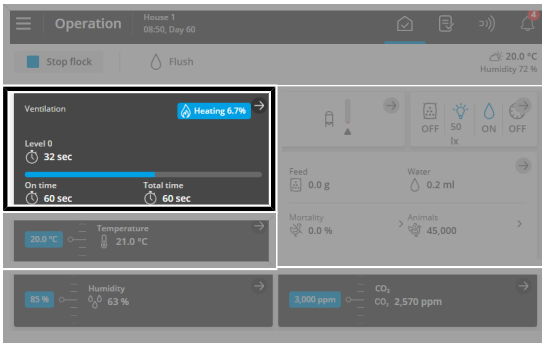 Operation
House 1
08:50, Day 60
4
Stop flock
Flush
20.0 °C
Humidity 72 %
Ventilation
Heating 6.7%
Level 0
32 sec
On time
Total time
60 sec
60 sec
OFF
50 lx
ON
OFF
Feed
Water
0.0 g
0.2 ml
Mortality
Animals
0.0 %
45,000
Temperature
20.0 °C
21.0 °C
Humidity
85 %
63 %
CO₂
3,000 ppm
CO₂ 2,570 ppm